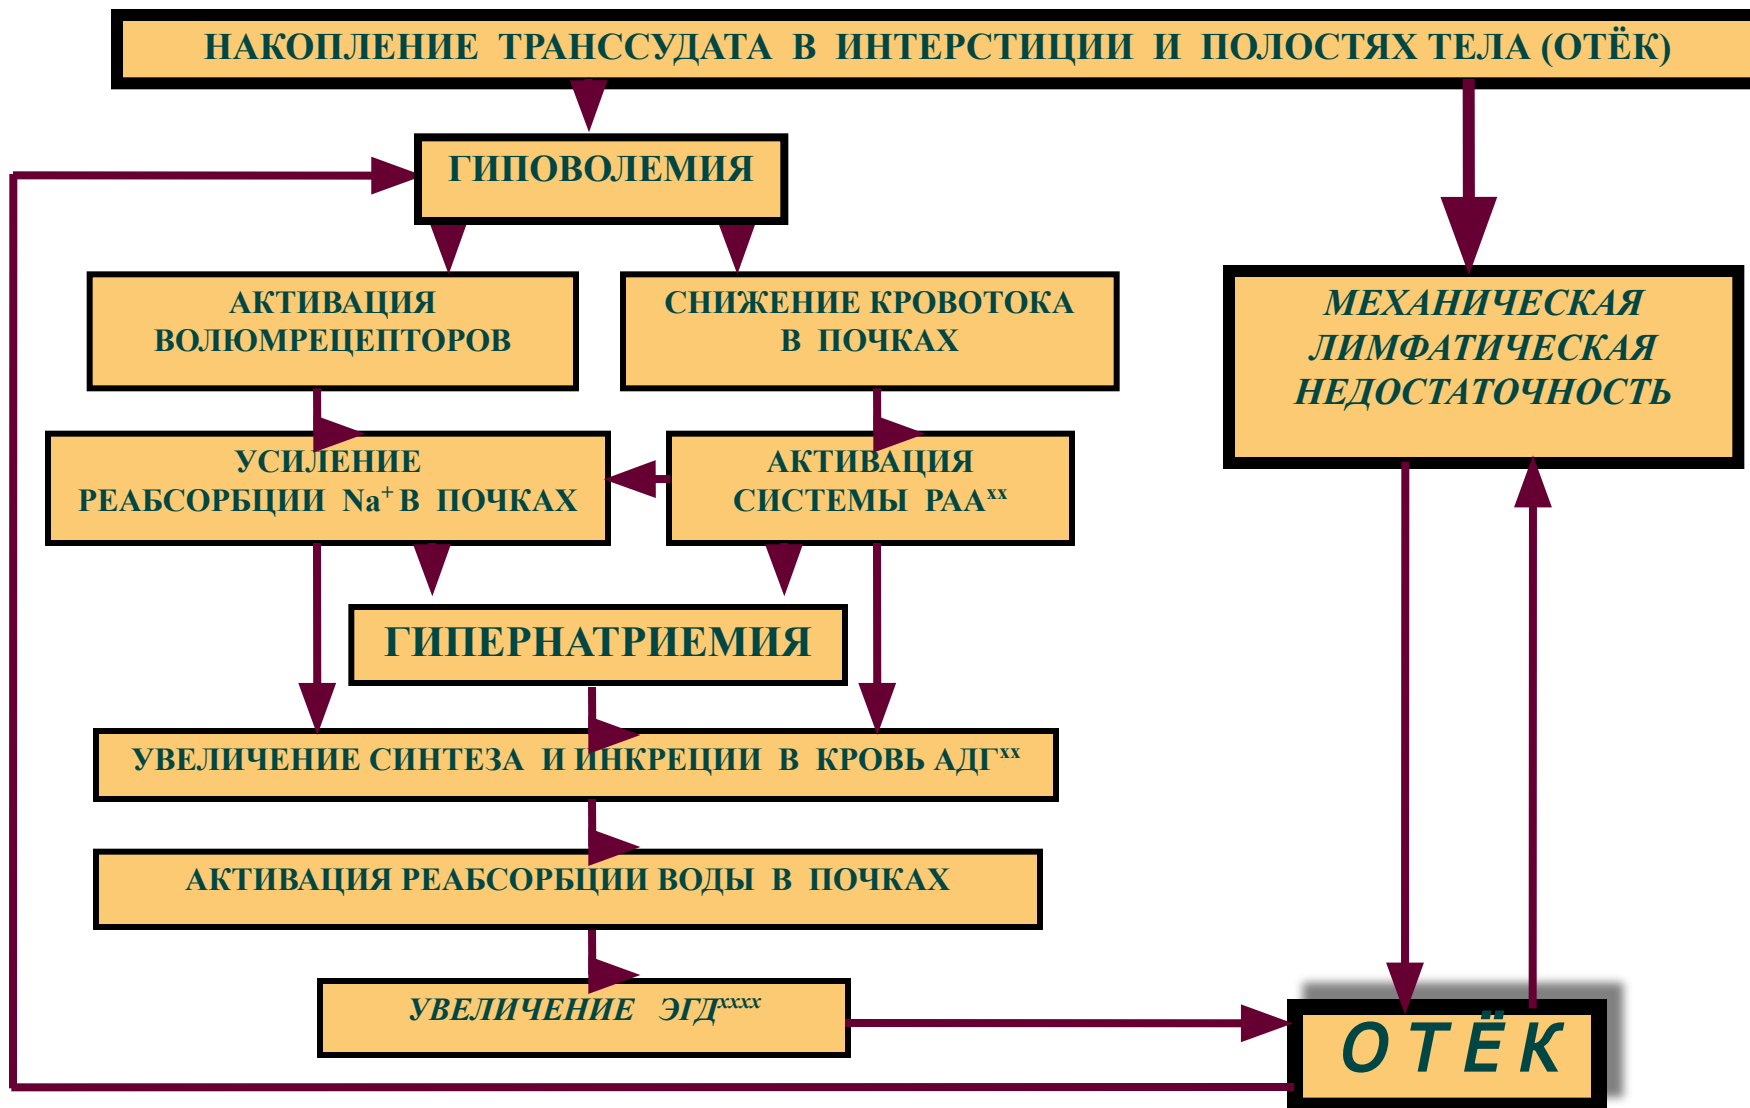 НАКОПЛЕНИЕ ТРАНССУДАТА В ИНТЕРСТИЦИИ И ПОЛОСТЯХ ТЕЛА (ОТЁК)
ГИПОВОЛЕМИЯ
АКТИВАЦИЯ
ВОЛЮМРЕЦЕПТОРОВ
СНИЖЕНИЕ КРОВОТОКА
В ПОЧКАХ
МЕХАНИЧЕСКАЯ
ЛИМФАТИЧЕСКАЯ
НЕДОСТАТОЧНОСТЬ
УСИЛЕНИЕ
РЕАБСОРБЦИИ Na⁺ В ПОЧКАХ
АКТИВАЦИЯ
СИСТЕМЫ РААˣˣ
ГИПЕРНАТРИЕМИЯ
УВЕЛИЧЕНИЕ СИНТЕЗА И ИНКРЕЦИИ В КРОВЬ АДГˣˣ
АКТИВАЦИЯ РЕАБСОРБЦИИ ВОДЫ В ПОЧКАХ
УВЕЛИЧЕНИЕ ЭГДˣˣˣˣ
О Т Ё К